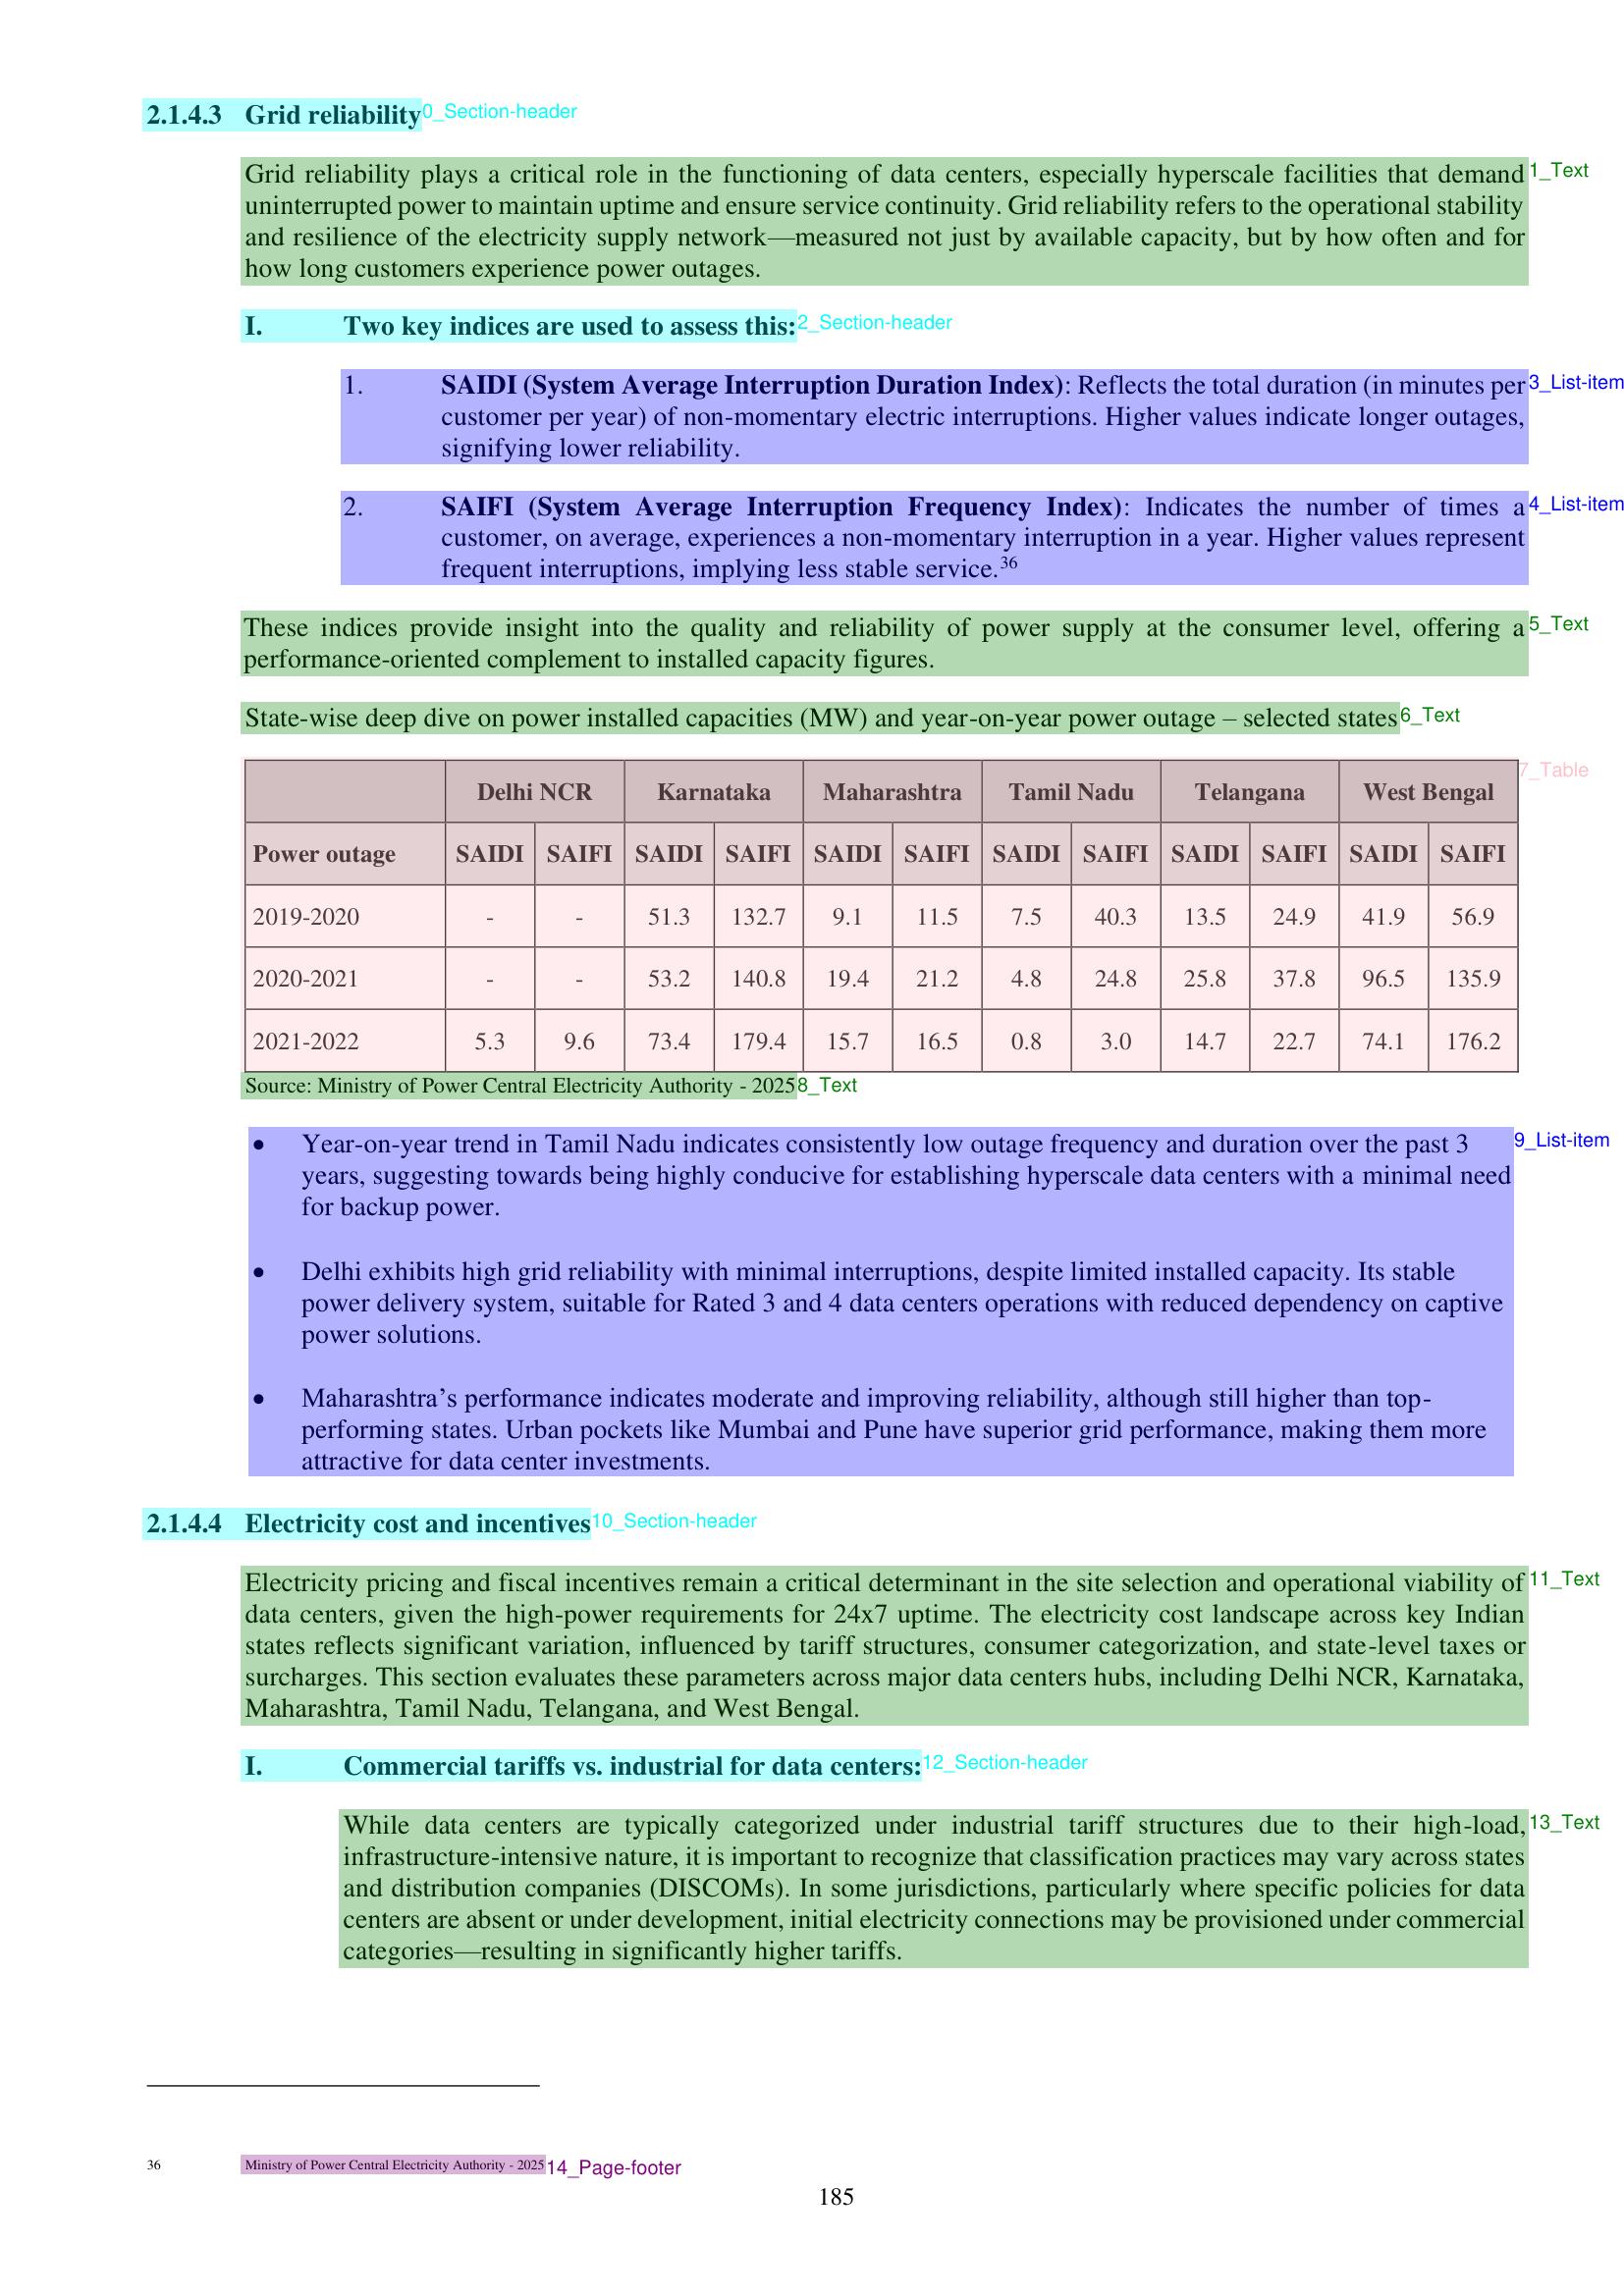 2.1.4.3 Grid reliability 0_Section-header
Grid reliability plays a critical role in the functioning of data centers, especially hyperscale facilities that demand 1_Text
uninterrupted power to maintain uptime and ensure service continuity. Grid reliability refers to the operational stability
and resilience of the electricity supply network—measured not just by available capacity, but by how often and for
how long customers experience power outages.
I. Two key indices are used to assess this: 2_Section-header
1. SAIDI (System Average Interruption Duration Index): Reflects the total duration (in minutes per 3_List-item
customer per year) of non-momentary electric interruptions. Higher values indicate longer outages,
signifying lower reliability.
2. SAIFI (System Average Interruption Frequency Index): Indicates the number of times a 4_List-item
customer, on average, experiences a non-momentary interruption in a year. Higher values represent
frequent interruptions, implying less stable service.36
These indices provide insight into the quality and reliability of power supply at the consumer level, offering a 5_Text
performance-oriented complement to installed capacity figures.
State-wise deep dive on power installed capacities (MW) and year-on-year power outage – selected states 6_Text
7_Table
Delhi NCR Karnataka Maharashtra Tamil Nadu Telangana West Bengal
Power outage SAIDI SAIFI SAIDI SAIFI SAIDI SAIFI SAIDI SAIFI SAIDI SAIFI SAIDI SAIFI
2019-2020 - - 51.3 132.7 9.1 11.5 7.5 40.3 13.5 24.9 41.9 56.9
2020-2021 - - 53.2 140.8 19.4 21.2 4.8 24.8 25.8 37.8 96.5 135.9
2021-2022 5.3 9.6 73.4 179.4 15.7 16.5 0.8 3.0 14.7 22.7 74.1 176.2
Source: Ministry of Power Central Electricity Authority - 2025 8_Text
• Year-on-year trend in Tamil Nadu indicates consistently low outage frequency and duration over the past 3 9_List-item
years, suggesting towards being highly conducive for establishing hyperscale data centers with a minimal need
for backup power.
• Delhi exhibits high grid reliability with minimal interruptions, despite limited installed capacity. Its stable
power delivery system, suitable for Rated 3 and 4 data centers operations with reduced dependency on captive
power solutions.
• Maharashtra’s performance indicates moderate and improving reliability, although still higher than top-
performing states. Urban pockets like Mumbai and Pune have superior grid performance, making them more
attractive for data center investments.
2.1.4.4 Electricity cost and incentives 10_Section-header
Electricity pricing and fiscal incentives remain a critical determinant in the site selection and operational viability of 11_Text
data centers, given the high-power requirements for 24x7 uptime. The electricity cost landscape across key Indian
states reflects significant variation, influenced by tariff structures, consumer categorization, and state-level taxes or
surcharges. This section evaluates these parameters across major data centers hubs, including Delhi NCR, Karnataka,
Maharashtra, Tamil Nadu, Telangana, and West Bengal.
I. Commercial tariffs vs. industrial for data centers: 12_Section-header
While data centers are typically categorized under industrial tariff structures due to their high-load, 13_Text
infrastructure-intensive nature, it is important to recognize that classification practices may vary across states
and distribution companies (DISCOMs). In some jurisdictions, particularly where specific policies for data
centers are absent or under development, initial electricity connections may be provisioned under commercial
categories—resulting in significantly higher tariffs.
36 Ministry of Power Central Electricity Authority - 2025 14_Page-footer
185